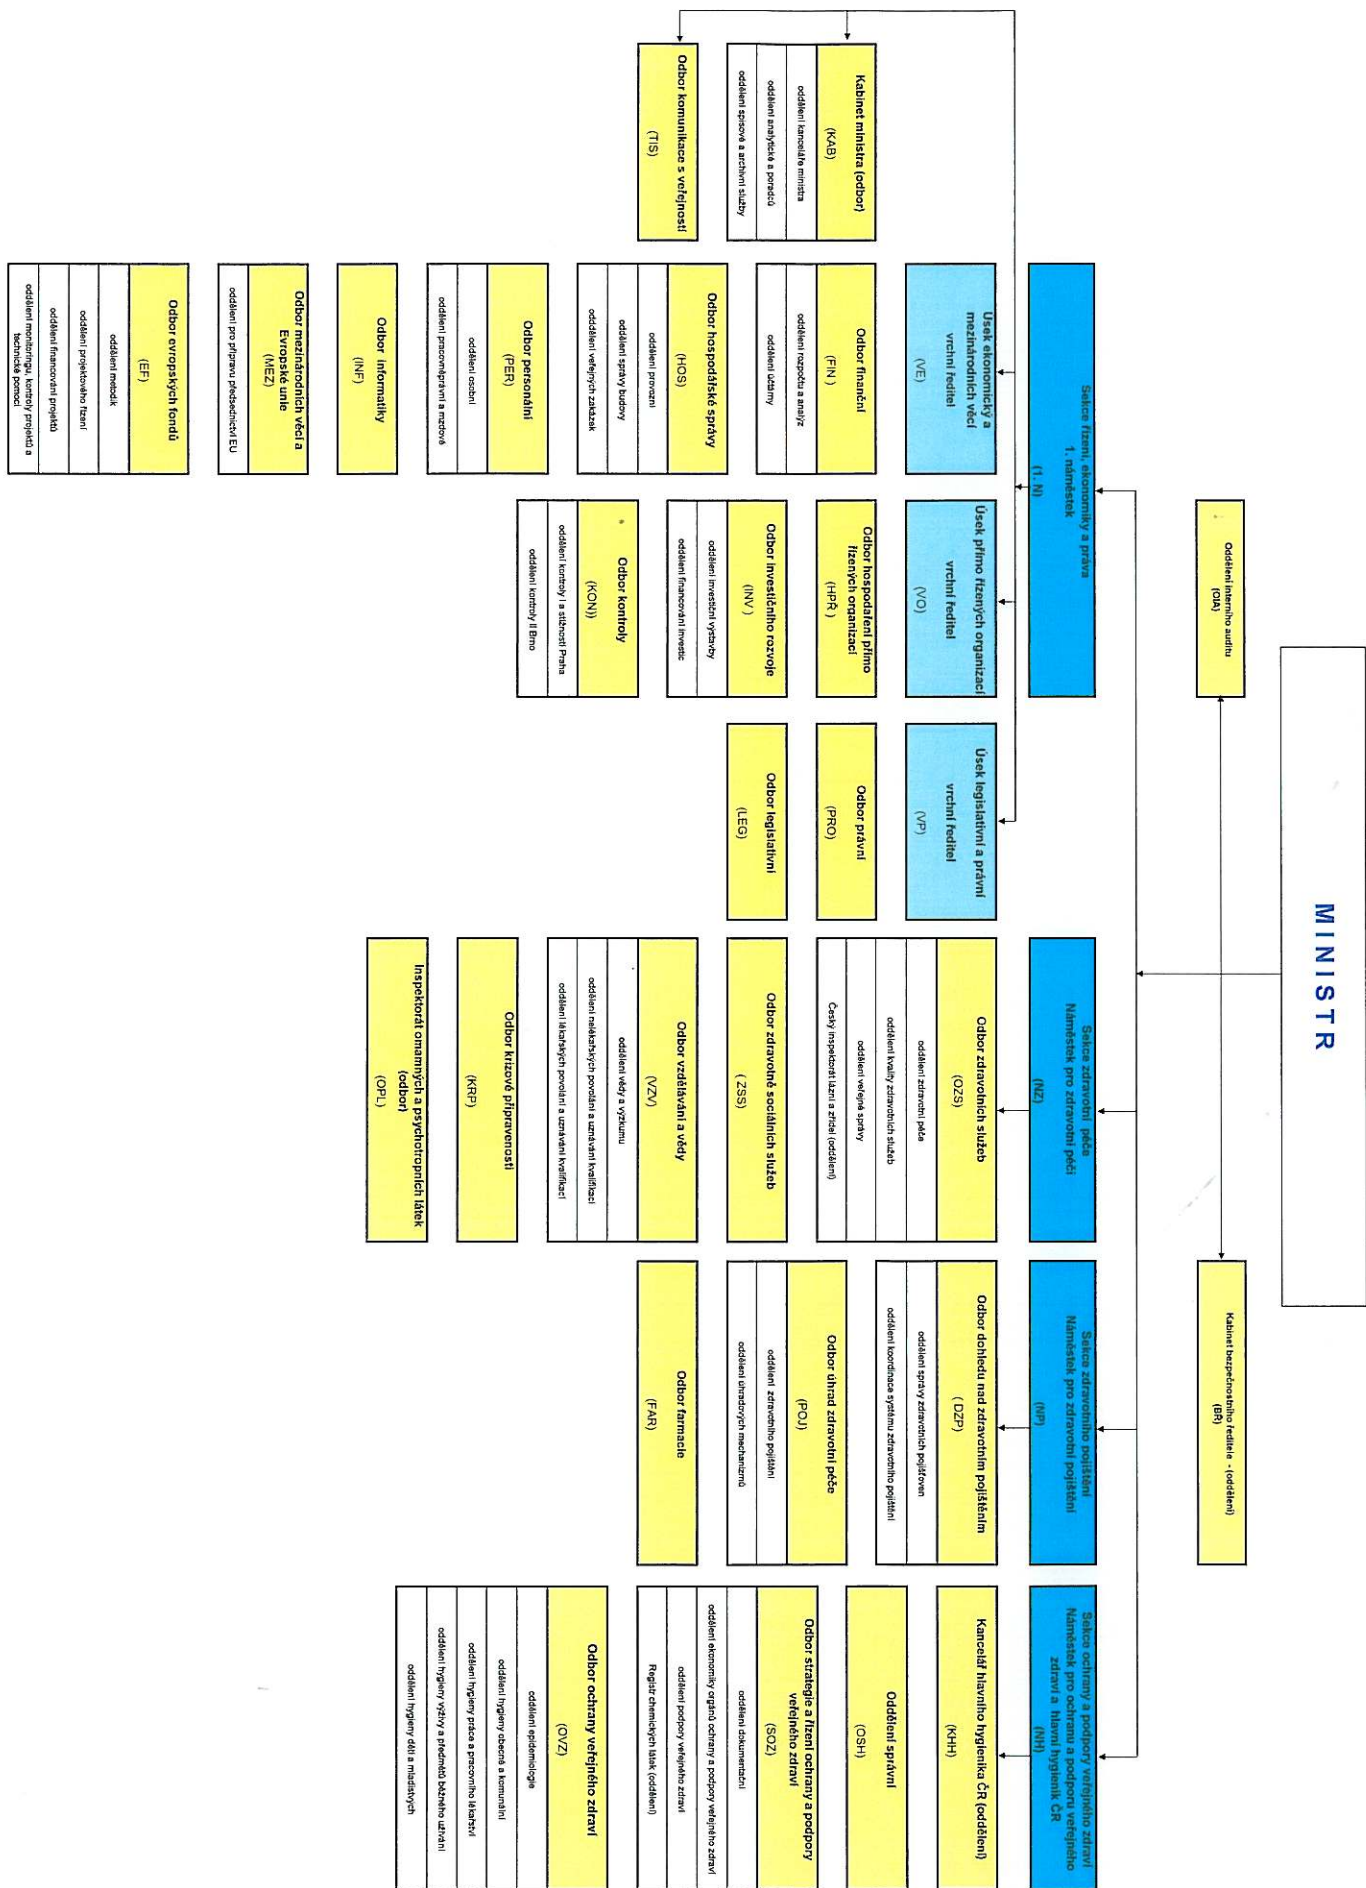 MINISTR
Oddělení interního auditu
(OIA)
Kabinet bezpečnostního ředitele - (oddělení)
(BŘ)
Sekce řízení, ekonomiky a práva
1. náměstek
(1. N)
Sekce zdravotní péče
Náměstek pro zdravotní péči
(NZ)
Sekce zdravotního pojištění
Náměstek pro zdravotní pojištění
(NP)
Sekce ochrany a podpory veřejného zdraví
Náměstek pro ochranu a podporu veřejného
zdraví a hlavní hygienik ČR
(NH)
Kabinet ministra (odbor)
(KAB)
oddělení kanceláře ministra
oddělení analytické a poradců
oddělení spisové a archivní služby
Odbor komunikace s veřejností
(TIS)
Úsek ekonomický a
mezinárodních věcí
vrchní ředitel
(VE)
Odbor finanční
(FIN )
oddělení rozpočtu a analýz
oddělení účtárny
Odbor hospodářské správy
(HOS)
oddělení provozní
oddělení správy budovy
odddělení veřejných zakázek
Odbor personální
(PER)
oddělení osobní
oddělení pracovněprávní a mzdové
Odbor informatiky
(INF)
Odbor mezinárodních věcí a
Evropské unie
(MEZ)
oddělení pro přípravu předsednictví EU
Odbor evropských fondů
(EF)
oddělení metodik
oddělení projektového řízení
oddělení financování projektů
oddělení monitoringu, kontroly projektů a
technické pomoci
Úsek přímo řízených organizací
vrchní ředitel
(VO)
Odbor hospodaření přímo
řízených organizací
(HPŘ )
Odbor investičního rozvoje
(INV )
oddělení investiční výstavby
oddělení financování investic
Odbor kontroly
(KON))
oddělení kontroly I a stížností Praha
oddělení kontroly II Brno
Úsek legislativní a právní
vrchní ředitel
(VP)
Odbor právní
(PRO)
Odbor legislativní
(LEG)
Odbor zdravotních služeb
(OZS)
oddělení zdravotní péče
oddělení kvality zdravotních služeb
oddělení veřejné správy
Český inspektorát lázní a zřídel (oddělení)
Odbor zdravotně sociálních služeb
( ZSS)
Odbor vzdělávání a vědy
(VZV)
oddělení vědy a výzkumu
oddělení nelékařských povolání a uznávání kvalifikací
oddělení lékařských povolání a uznávání kvalifikací
Odbor krizové připravenosti
(KRP)
Inspektorát omamných a psychotropních látek
(odbor)
(OPL)
Odbor dohledu nad zdravotním pojištěním
( DZP)
oddělení správy zdravotních pojišťoven
oddělení koordinace systému zdravotního pojištění
Odbor úhrad zdravotní péče
(POJ)
oddělení zdravotního pojištění
oddělení úhradových mechanizmů
Odbor farmacie
(FAR)
Kancelář hlavního hygienika ČR (oddělení)
(KHH)
Oddělení správní
(OSH)
Odbor strategie a řízení ochrany a podpory
veřejného zdraví
(SOZ)
oddělení dokumentační
oddělení ekonomiky orgánů ochrany a podpory veřejného zdraví
oddělení podpory veřejného zdraví
Registr chemických látek (oddělení)
Odbor ochrany veřejného zdraví
(OVZ)
oddělení epidemiologie
oddělení hygieny obecné a komunální
oddělení hygieny práce a pracovního lékařství
oddělení hygieny výživy a předmětů běžného užívání
oddělení hygieny dětí a mladistvých